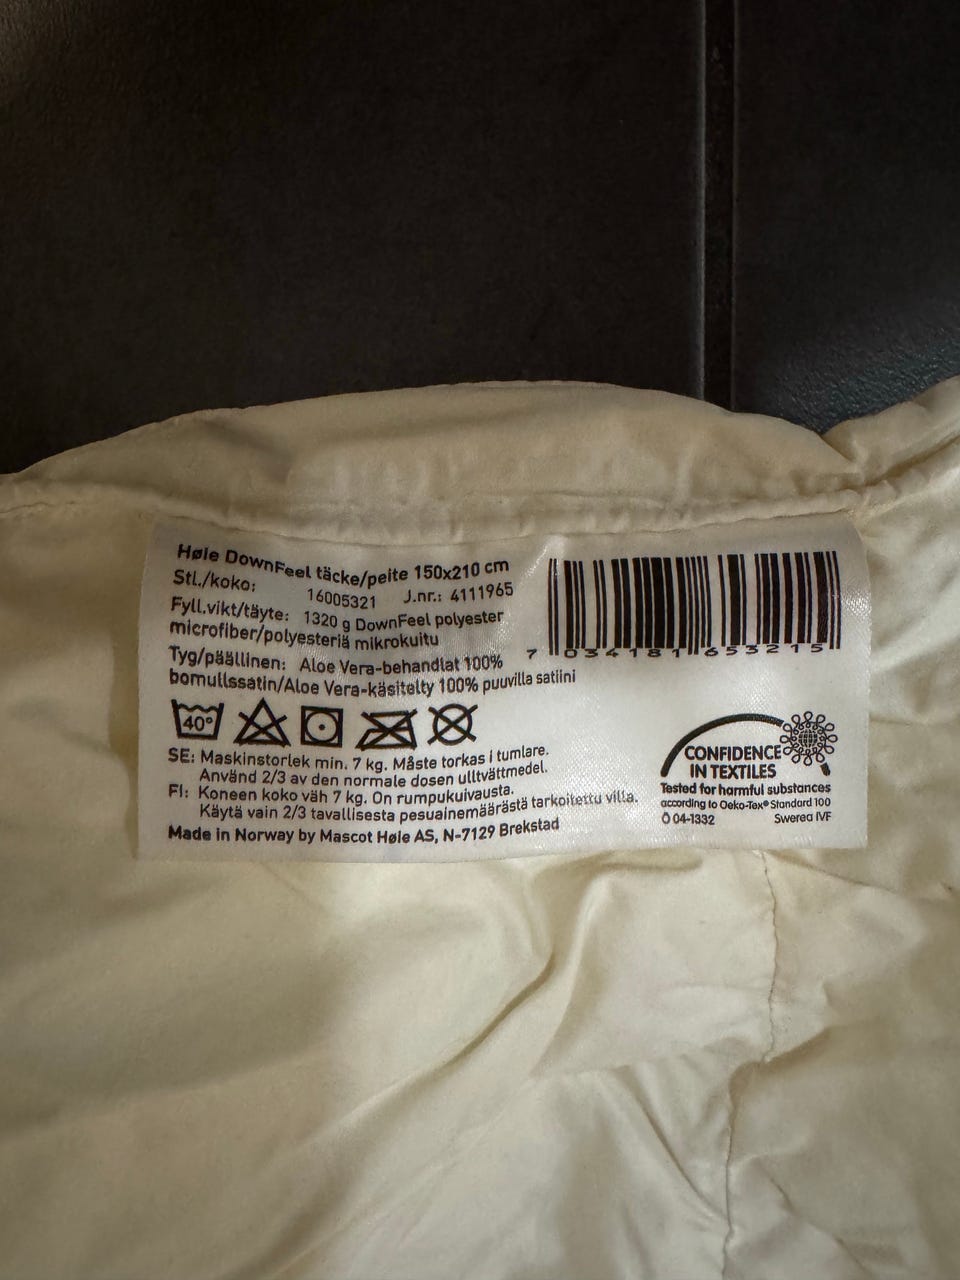 Høie DownFeel täcke/peite 150x210 cm
Stl./koko: 16005321 J.nr.: 4111965
Fyll.vikt/täyte: 1320 g DownFeel polyester
microfiber/polyesteriä mikrokuitu
Tyg/päällinen: Aloe Vera-behandlat 100%
bomullssatin/Aloe Vera-käsitelty 100% puuvilla satiini
7 034181 653215
40°
SE: Maskinstorlek min. 7 kg. Måste torkas i tumlare.
Använd 2/3 av den normale dosen ulltvättmedel.
FI: Koneen koko väh 7 kg. On rumpukuivausta.
Käytä vain 2/3 tavallisesta pesuainemäärästä tarkoitettu villa.
Made in Norway by Mascot Høie AS, N-7129 Brekstad
CONFIDENCE
IN TEXTILES
Tested for harmful substances
according to Oeko-Tex® Standard 100
Ö 04-1332 Swerea IVF